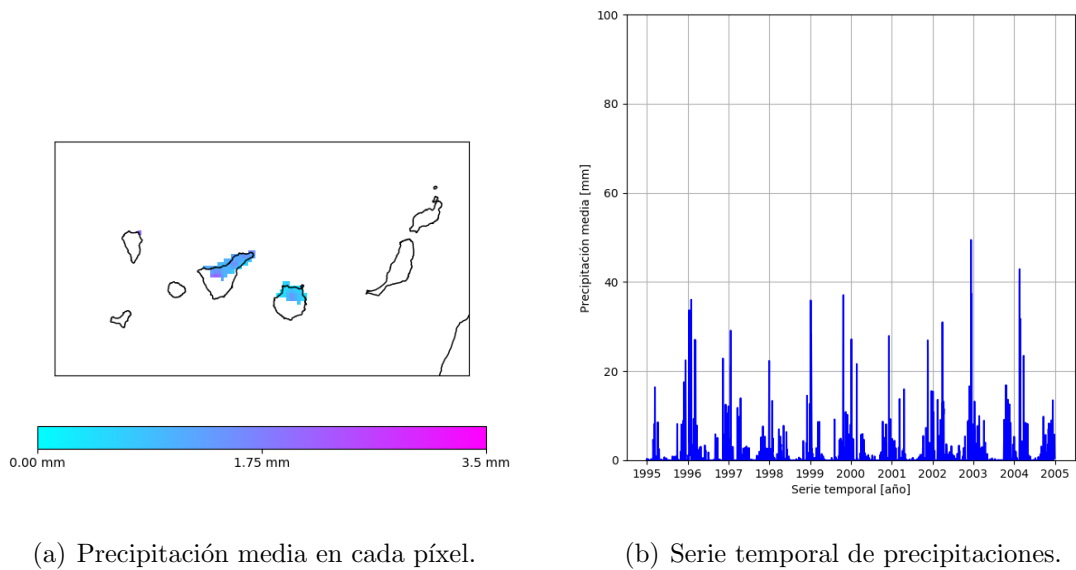 100
80
60
40
20
0
Precipitación media [mm]
1995 1996 1997 1998 1999 2000 2001 2002 2003 2004 2005
Serie temporal [año]
0.00 mm 1.75 mm 3.5 mm
(a) Precipitación media en cada píxel.
(b) Serie temporal de precipitaciones.